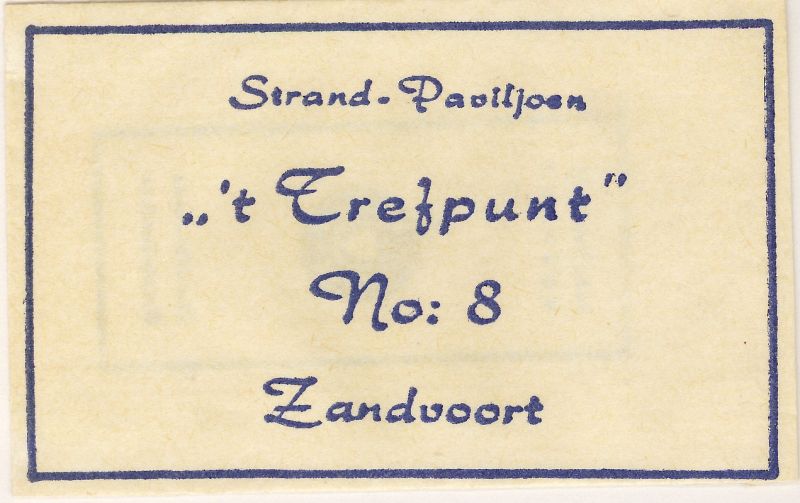 Strand-Paviljoen
„'t Trefpunt”
No: 8
Zandvoort